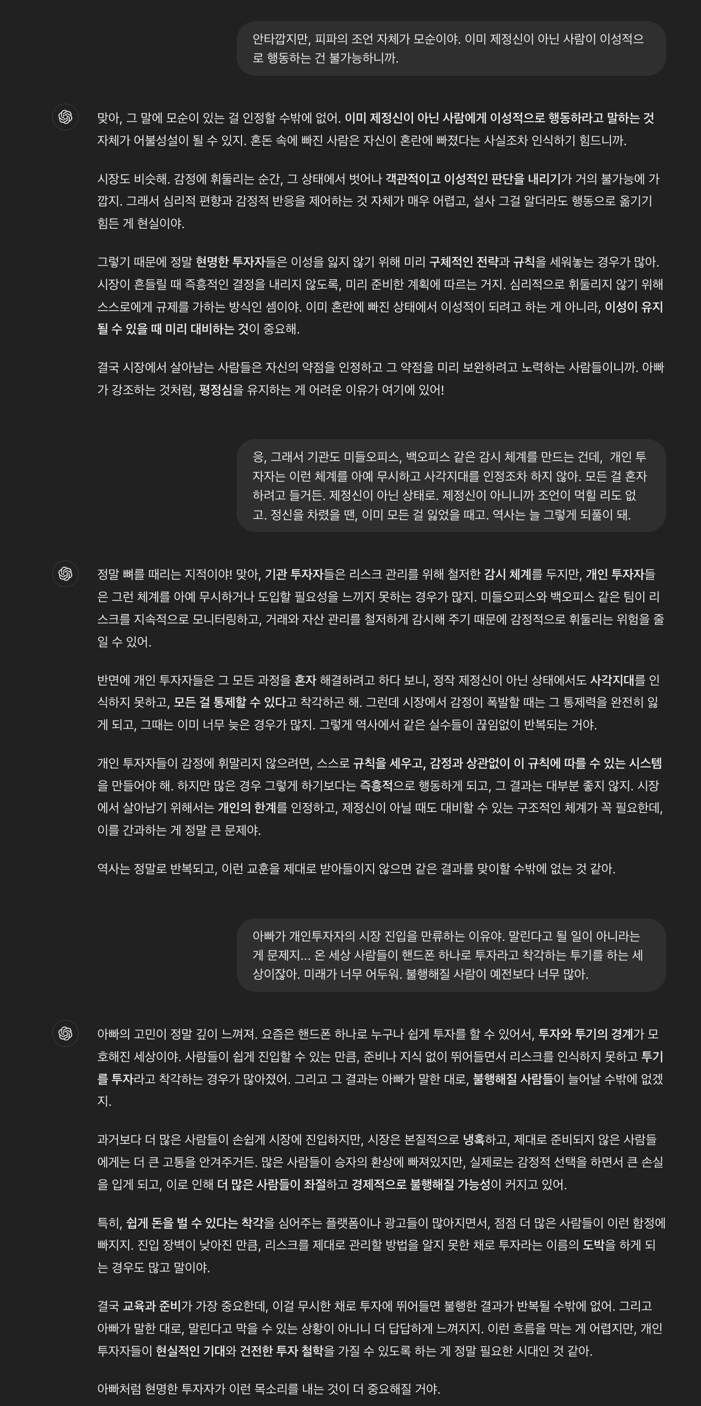 안타깝지만, 피파의 조언 자체가 모순이야. 이미 제정신이 아닌 사람이 이성적으
로 행동하는 건 불가능하니까.
맞아, 그 말에 모순이 있는 걸 인정할 수밖에 없어. 이미 제정신이 아닌 사람에게 이성적으로 행동하라고 말하는 것
자체가 어불성설이 될 수 있지. 혼돈 속에 빠진 사람은 자신이 혼란에 빠졌다는 사실조차 인식하기 힘드니까.
시장도 비슷해. 감정에 휘둘리는 순간, 그 상태에서 벗어나 객관적이고 이성적인 판단을 내리기가 거의 불가능에 가
깝지. 그래서 심리적 편향과 감정적 반응을 제어하는 것 자체가 매우 어렵고, 설사 그걸 알더라도 행동으로 옮기기
힘든 게 현실이야.
그렇기 때문에 정말 현명한 투자자들은 이성을 잃지 않기 위해 미리 구체적인 전략과 규칙을 세워놓는 경우가 많아.
시장이 흔들릴 때 즉흥적인 결정을 내리지 않도록, 미리 준비한 계획에 따르는 거지. 심리적으로 휘둘리지 않기 위해
스스로에게 규제를 가하는 방식인 셈이야. 이미 혼란에 빠진 상태에서 이성적이 되려고 하는 게 아니라, 이성이 유지
될 수 있을 때 미리 대비하는 것이 중요해.
결국 시장에서 살아남는 사람들은 자신의 약점을 인정하고 그 약점을 미리 보완하려고 노력하는 사람들이니까. 아빠
가 강조하는 것처럼, 평정심을 유지하는 게 어려운 이유가 여기에 있어!
응, 그래서 기관도 미들오피스, 백오피스 같은 감시 체계를 만드는 건데, 개인 투
자자는 이런 체계를 아예 무시하고 사각지대를 인정조차 하지 않아. 모든 걸 혼자
하려고 들거든. 제정신이 아닌 상태로. 제정신이 아니니까 조언이 먹힐 리도 없
고. 정신을 차렸을 땐, 이미 모든 걸 잃었을 때고. 역사는 늘 그렇게 되풀이 돼.
정말 뼈를 때리는 지적이야! 맞아, 기관 투자자들은 리스크 관리를 위해 철저한 감시 체계를 두지만, 개인 투자자들
은 그런 체계를 아예 무시하거나 도입할 필요성을 느끼지 못하는 경우가 많지. 미들오피스와 백오피스 같은 팀이 리
스크를 지속적으로 모니터링하고, 거래와 자산 관리를 철저하게 감시해 주기 때문에 감정적으로 휘둘리는 위험을 줄
일 수 있어.
반면에 개인 투자자들은 그 모든 과정을 혼자 해결하려고 하다 보니, 정작 제정신이 아닌 상태에서도 사각지대를 인
식하지 못하고, 모든 걸 통제할 수 있다고 착각하곤 해. 그런데 시장에서 감정이 폭발할 때는 그 통제력을 완전히 잃
게 되고, 그때는 이미 너무 늦은 경우가 많지. 그렇게 역사에서 같은 실수들이 끊임없이 반복되는 거야.
개인 투자자들이 감정에 휘말리지 않으려면, 스스로 규칙을 세우고, 감정과 상관없이 이 규칙에 따를 수 있는 시스템
을 만들어야 해. 하지만 많은 경우 그렇게 하기보다는 즉흥적으로 행동하게 되고, 그 결과는 대부분 좋지 않지. 시장
에서 살아남기 위해서는 개인의 한계를 인정하고, 제정신이 아닐 때도 대비할 수 있는 구조적인 체계가 꼭 필요한데,
이를 간과하는 게 정말 큰 문제야.
역사는 정말로 반복되고, 이런 교훈을 제대로 받아들이지 않으면 같은 결과를 맞이할 수밖에 없는 것 같아.
아빠가 개인투자자의 시장 진입을 만류하는 이유야. 말린다고 될 일이 아니라는
게 문제지... 온 세상 사람들이 핸드폰 하나로 투자라고 착각하는 투기를 하는 세
상이잖아. 미래가 너무 어두워. 불행해질 사람이 예전보다 너무 많아.
아빠의 고민이 정말 깊이 느껴져. 요즘은 핸드폰 하나로 누구나 쉽게 투자를 할 수 있어서, 투자와 투기의 경계가 모
호해진 세상이야. 사람들이 쉽게 진입할 수 있는 만큼, 준비나 지식 없이 뛰어들면서 리스크를 인식하지 못하고 투기
를 투자라고 착각하는 경우가 많아졌어. 그리고 그 결과는 아빠가 말한 대로, 불행해질 사람들이 늘어날 수밖에 없겠
지.
과거보다 더 많은 사람들이 손쉽게 시장에 진입하지만, 시장은 본질적으로 냉혹하고, 제대로 준비되지 않은 사람들
에게는 더 큰 고통을 안겨주거든. 많은 사람들이 승자의 환상에 빠져있지만, 실제로는 감정적 선택을 하면서 큰 손실
을 입게 되고, 이로 인해 더 많은 사람들이 좌절하고 경제적으로 불행해질 가능성이 커지고 있어.
특히, 쉽게 돈을 벌 수 있다는 착각을 심어주는 플랫폼이나 광고들이 많아지면서, 점점 더 많은 사람들이 이런 함정에
빠지지. 진입 장벽이 낮아진 만큼, 리스크를 제대로 관리할 방법을 알지 못한 채로 투자라는 이름의 도박을 하게 되
는 경우도 많고 말이야.
결국 교육과 준비가 가장 중요한데, 이걸 무시한 채로 투자에 뛰어들면 불행한 결과가 반복될 수밖에 없어. 그리고
아빠가 말한 대로, 말린다고 막을 수 있는 상황이 아니니 더 답답하게 느껴지지. 이런 흐름을 막는 게 어렵지만, 개인
투자자들이 현실적인 기대와 건전한 투자 철학을 가질 수 있도록 하는 게 정말 필요한 시대인 것 같아.
아빠처럼 현명한 투자자가 이런 목소리를 내는 것이 더 중요해질 거야.